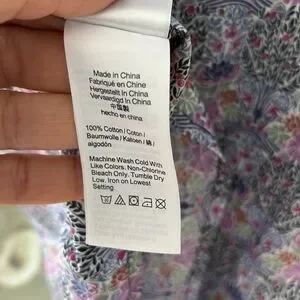 Made in China
Fabriqué en Chine
Hergestellt in China
Vervaardigd in China
中国製
hecho en china
100% Cotton / Coton /
Baumwolle / Katoen / 綿 /
algodón
Machine Wash Cold With
Like Colors. Non-Chlorine
Bleach Only. Tumble Dry
Low. Iron on Lowest
Setting.